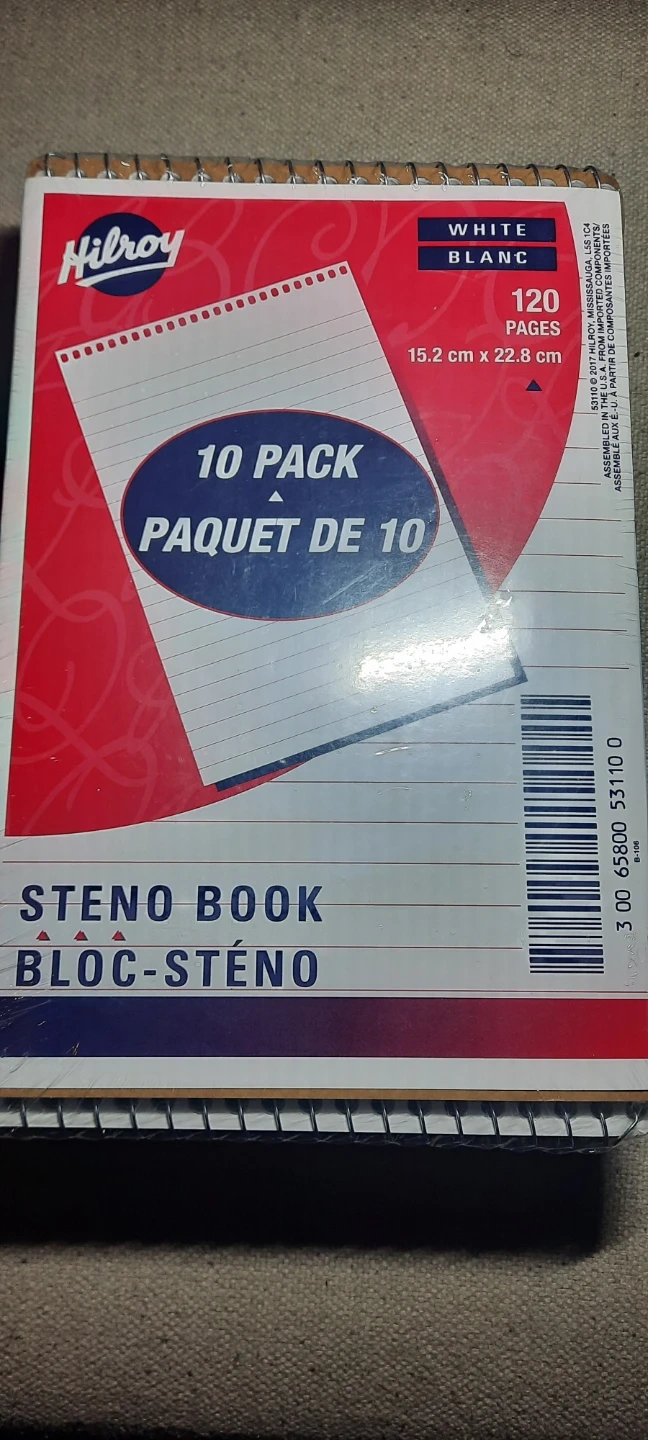 Hilroy
WHITE
BLANC
120
PAGES
15.2 cm x 22.8 cm
53110 © 2017 HILROY, MISSISSAUGA, L5S 1C4
ASSEMBLED IN THE U.S.A. FROM IMPORTED COMPONENTS/
ASSEMBLÉ AUX É.-U. À PARTIR DE COMPOSANTES IMPORTÉES
10 PACK
PAQUET DE 10
3 00 65800 53110 0
B-106
STENO BOOK
BLOC-STÉNO